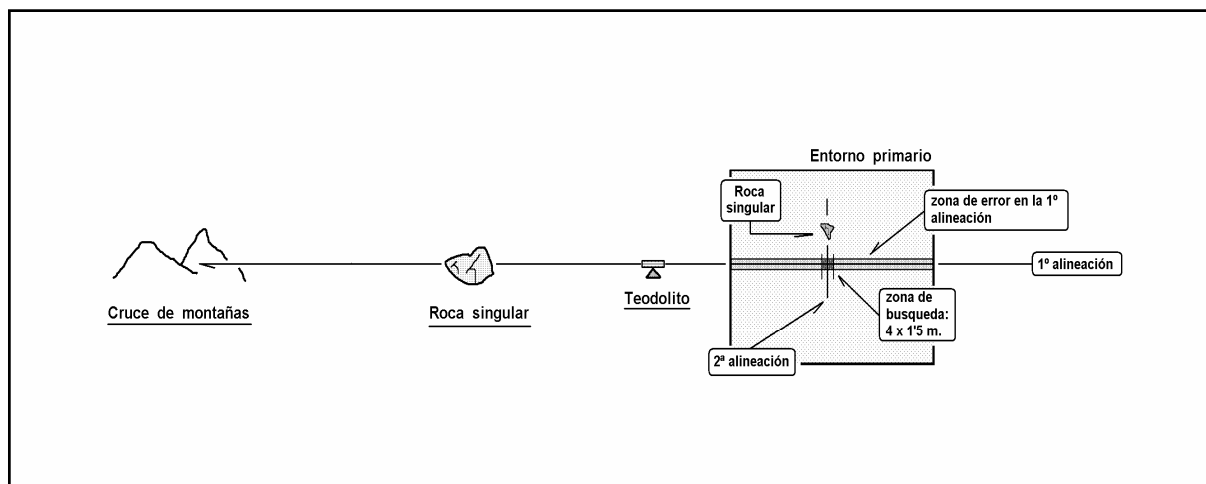 Entorno primario
Roca
singular
zona de error en la 1º
alineación
1º alineación
Cruce de montañas
Roca singular
Teodolito
zona de
busqueda:
4 x 1'5 m.
2ª alineación